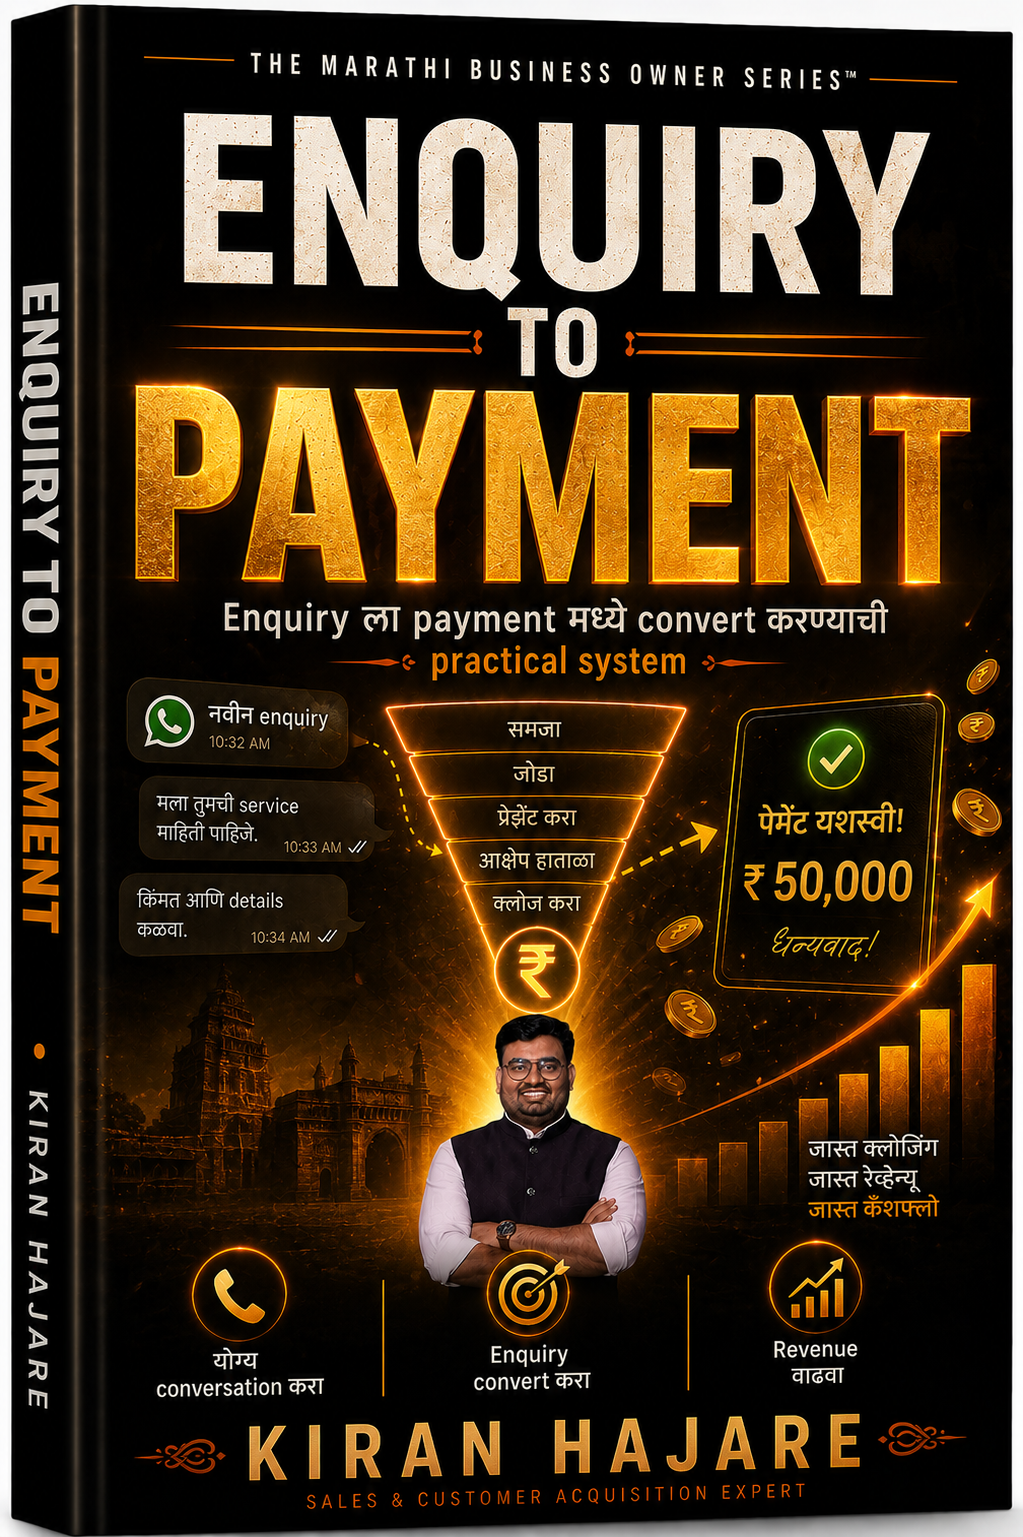 THE MARATHI BUSINESS OWNER SERIES™
ENQUIRY
TO
PAYMENT
Enquiry ला payment मध्ये convert करण्याची
practical system
नवीन enquiry
10:32 AM
मला तुमची service
माहिती पाहिजे.
10:33 AM
किंमत आणि details
कळवा.
10:34 AM
समजा
जोडा
प्रेझेंट करा
आक्षेप हाताळा
क्लोज करा
₹
पेमेंट यशस्वी!
₹ 50,000
धन्यवाद!
₹
₹
₹
₹
₹
जास्त क्लोजिंग
जास्त रेव्हेन्यू
जास्त कॅशफ्लो
योग्य
conversation करा
Enquiry
convert करा
Revenue
वाढवा
KIRAN HAJARE
SALES & CUSTOMER ACQUISITION EXPERT
ENQUIRY TO PAYMENT • KIRAN HAJARE